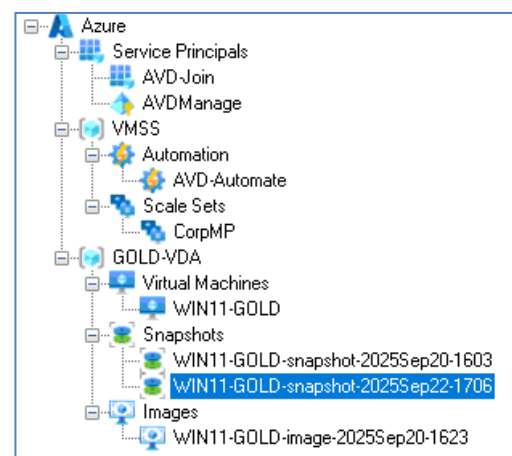 Azure
Service Principals
AVD-Join
AVDManage
VMSS
Automation
AVD-Automate
Scale Sets
CorpMP
GOLD-VDA
Virtual Machines
WIN11-GOLD
Snapshots
WIN11-GOLD-snapshot-2025Sep20-1603
WIN11-GOLD-snapshot-2025Sep22-1706
Images
WIN11-GOLD-image-2025Sep20-1623